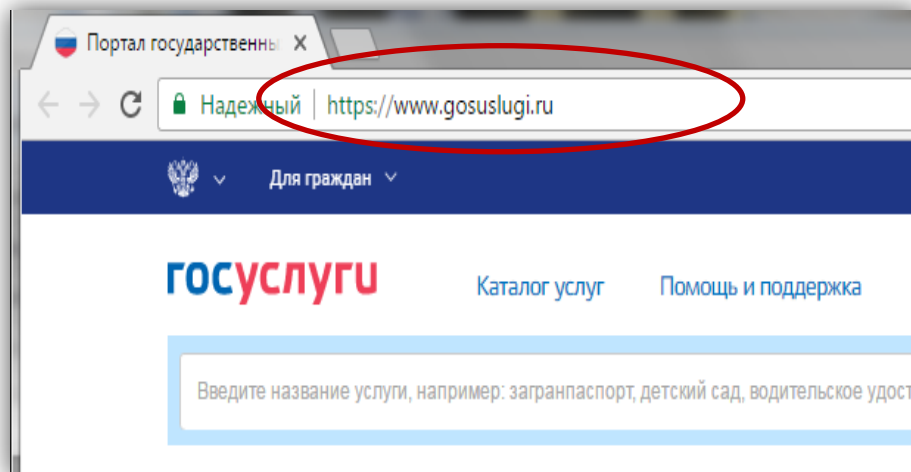 Портал государственны
Надежный | https://www.gosuslugi.ru
Для граждан
госуслуги
Каталог услуг Помощь и поддержка
Введите название услуги, например: загранпаспорт, детский сад, водительское удост